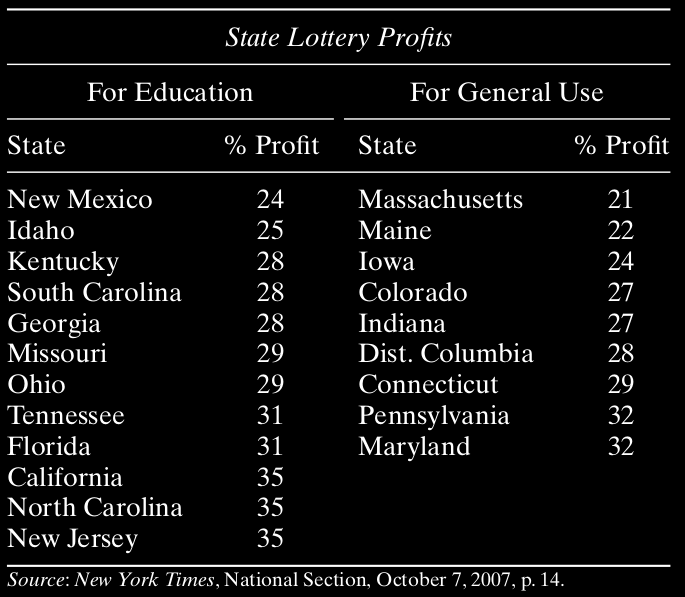 State Lottery Profits
For Education For General Use
State % Profit State % Profit
New Mexico 24 Massachusetts 21
Idaho 25 Maine 22
Kentucky 28 Iowa 24
South Carolina 28 Colorado 27
Georgia 28 Indiana 27
Missouri 29 Dist. Columbia 28
Ohio 29 Connecticut 29
Tennessee 31 Pennsylvania 32
Florida 31 Maryland 32
California 35
North Carolina 35
New Jersey 35
Source: New York Times, National Section, October 7, 2007, p. 14.